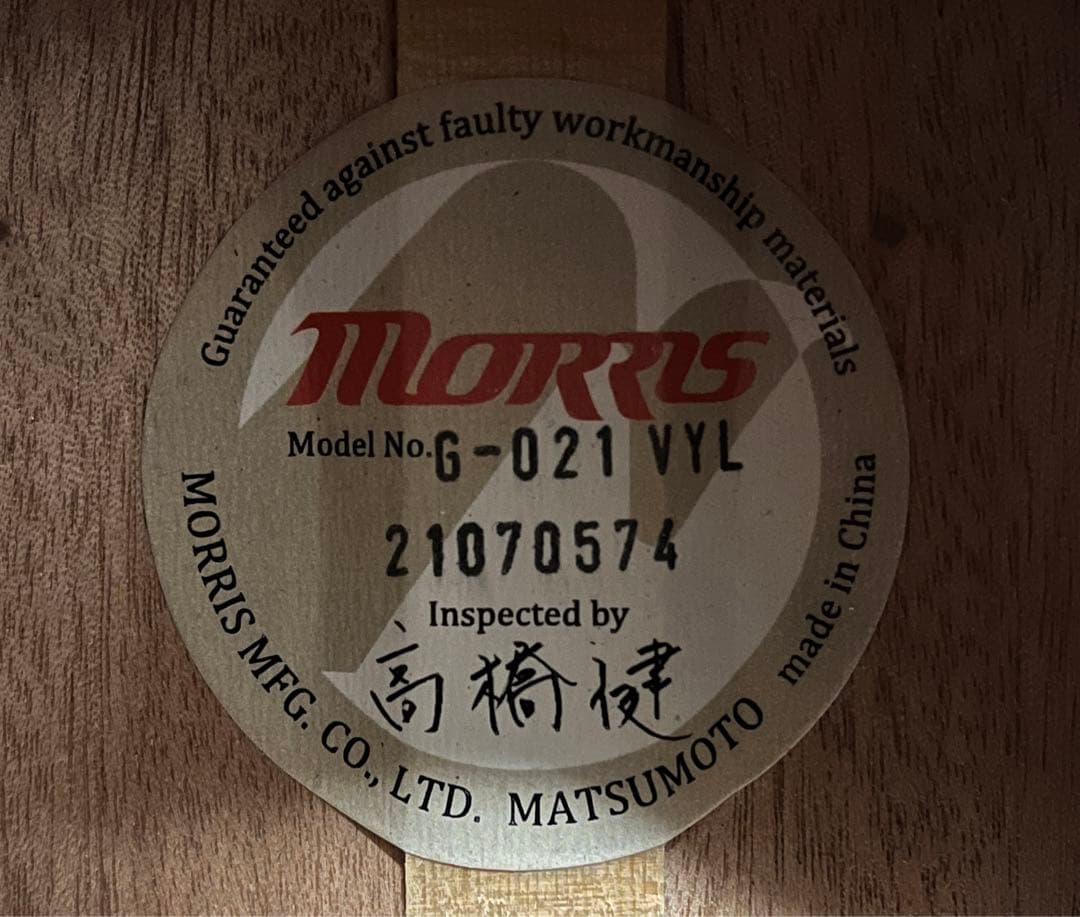 Guaranteed against faulty workmanship materials
MORRIS
Model No. G-021 VYL
21070574
Inspected by
高橋健
MORRIS MFG. CO., LTD. MATSUMOTO made in China